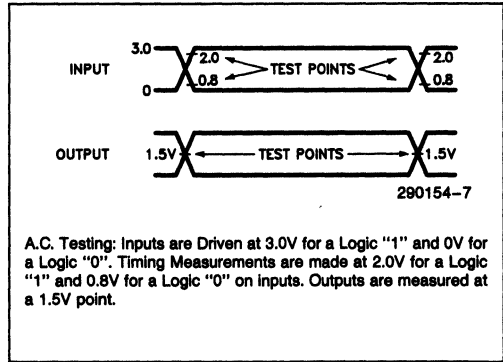 3.0
INPUT
2.0
TEST POINTS
2.0
0.8
0.8
0
OUTPUT
1.5V
TEST POINTS
1.5V
290154-7
A.C. Testing: Inputs are Driven at 3.0V for a Logic "1" and 0V for
a Logic "0". Timing Measurements are made at 2.0V for a Logic
"1" and 0.8V for a Logic "0" on inputs. Outputs are measured at
a 1.5V point.